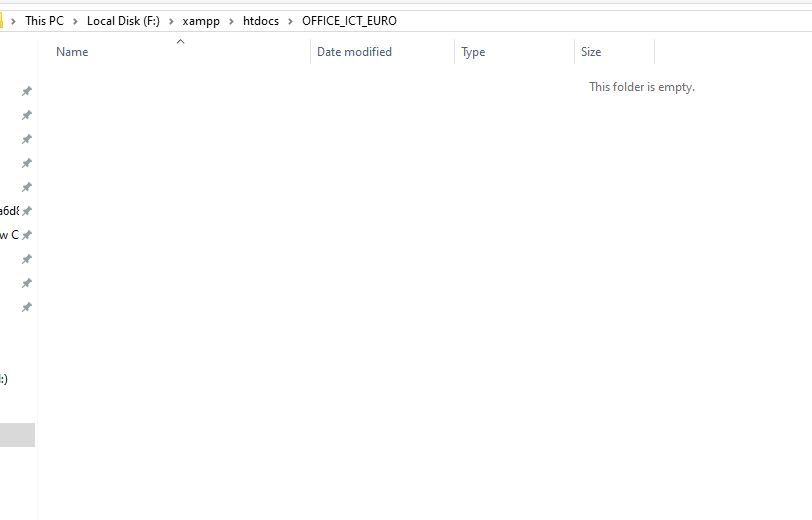 This PC > Local Disk (F:) > xampp > htdocs > OFFICE_ICT_EURO
Name Date modified Type Size
This folder is empty.
a6d8
w C
:)